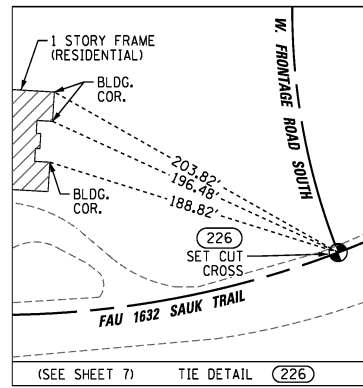 1 STORY FRAME
(RESIDENTIAL)
BLDG.
COR.
W. FRONTAGE ROAD SOUTH
203.82'
196.48'
188.82'
BLDG.
COR.
226
SET CUT
CROSS
FAU 1632 SAUK TRAIL
(SEE SHEET 7) TIE DETAIL 226